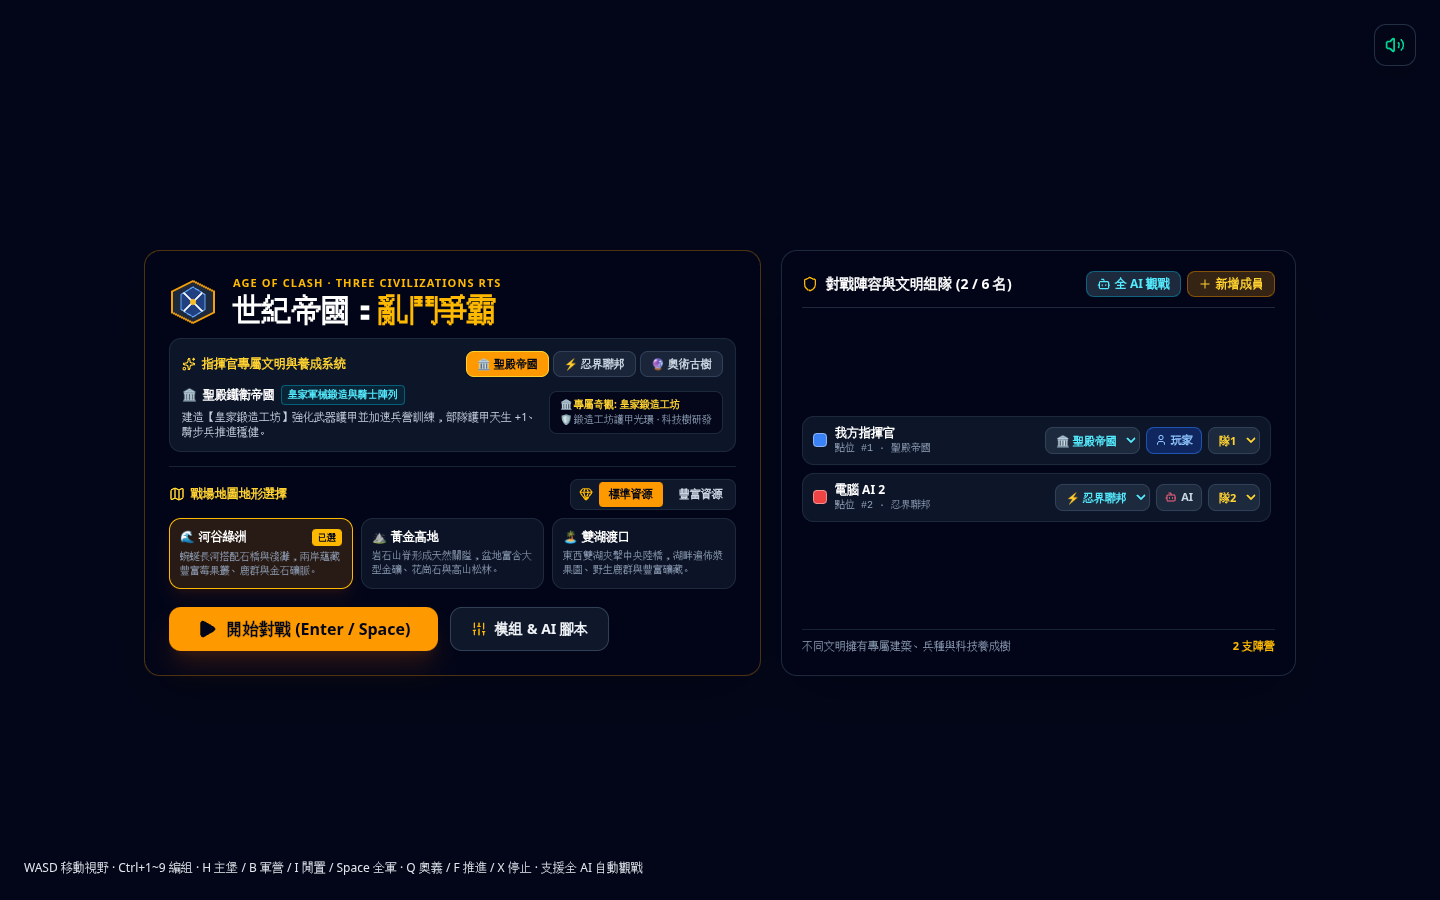 AGE OF CLASH · THREE CIVILIZATIONS RTS
世紀帝國：亂鬥爭霸
指揮官專屬文明與養成系統
聖殿帝國
忍界聯邦
奧術古樹
聖殿鐵衛帝國
皇家軍械鍛造與騎士陣列
建造【皇家鍛造工坊】強化武器護甲並加速兵營訓練，部隊護甲天生 +1、
騎步兵推進穩健。
專屬奇觀: 皇家鍛造工坊
鍛造工坊護甲光環 · 科技樹研發
戰場地圖地形選擇
標準資源
豐富資源
河谷綠洲
已選
蜿蜒長河搭配石橋與淺灘，兩岸蘊藏
豐富莓果叢、鹿群與金石礦脈。
黃金高地
岩石山脊形成天然關隘，盆地富含大
型金礦、花崗石與高山松林。
雙湖渡口
東西雙湖夾擊中央陸橋，湖畔遍佈漿
果園、野生鹿群與豐富礦藏。
開始對戰 (Enter / Space)
模組 & AI 腳本
對戰陣容與文明組隊 (2 / 6 名)
全 AI 觀戰
新增成員
我方指揮官
點位 #1 · 聖殿帝國
聖殿帝國
玩家
隊1
電腦 AI 2
點位 #2 · 忍界聯邦
忍界聯邦
AI
隊2
不同文明擁有專屬建築、兵種與科技養成樹
2 支陣營
WASD 移動視野 · Ctrl+1~9 編組 · H 主堡 / B 軍營 / I 閒置 / Space 全軍 · Q 奧義 / F 推進 / X 停止 · 支援全 AI 自動觀戰